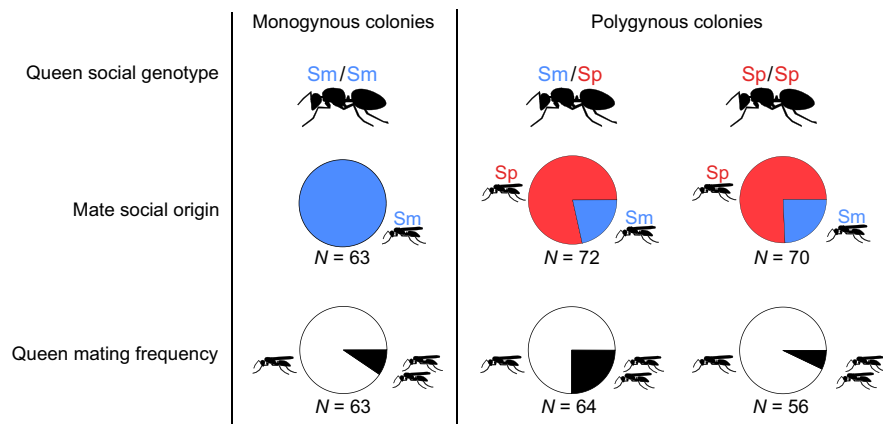 Monogynous colonies
Polygynous colonies
Queen social genotype
Sm/Sm
Sm/Sp
Sp/Sp
Mate social origin
Sm
Sp
Sm
Sp
Sm
N = 63
N = 72
N = 70
Queen mating frequency
N = 63
N = 64
N = 56